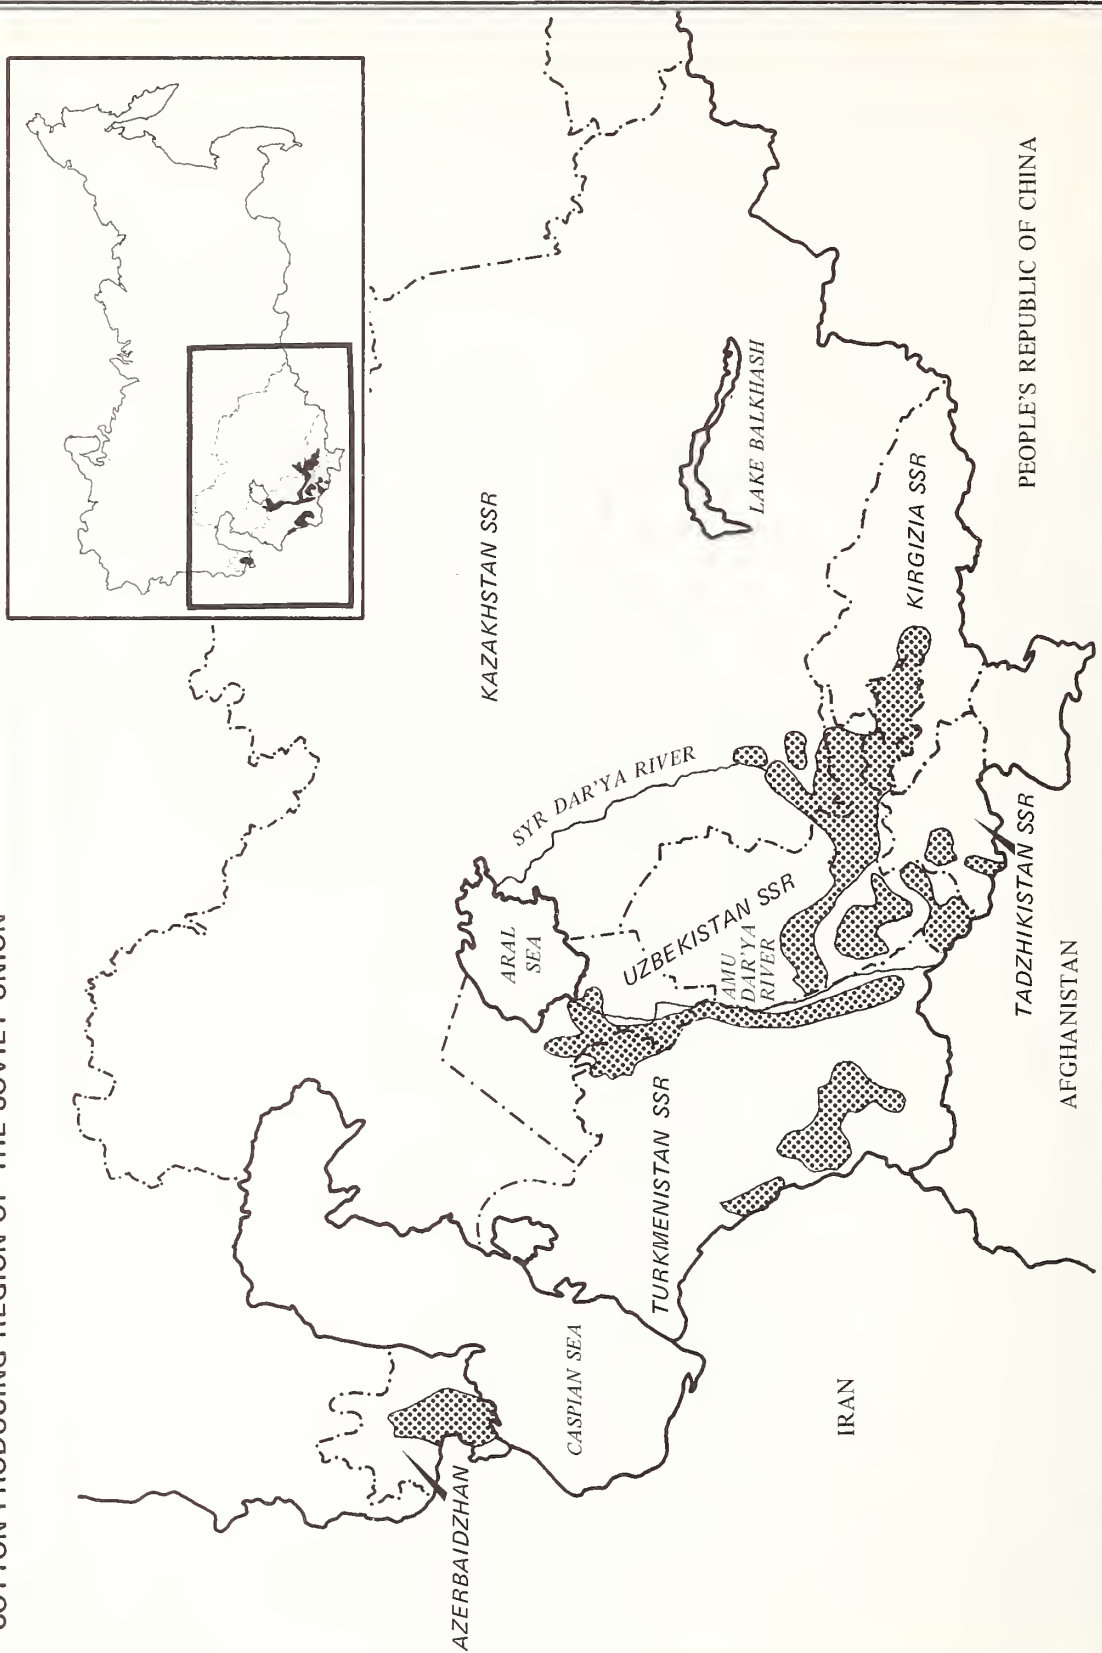 COTTON PRODUCING REGION OF THE SOVIET UNION
KAZAKHSTAN SSR
LAKE BALKHASH
SYR DAR'YA RIVER
ARAL
SEA
UZBEKISTAN SSR
AMU
DAR'YA
RIVER
KIRGIZIA SSR
PEOPLE'S REPUBLIC OF CHINA
AZERBAIDZHAN
CASPIAN SEA
TURKMENISTAN SSR
TADZHIKISTAN SSR
IRAN
AFGHANISTAN